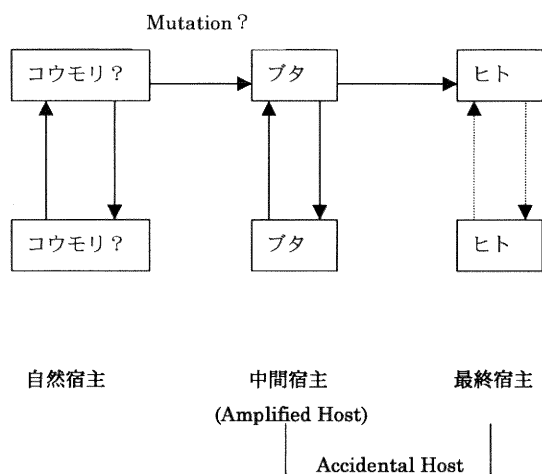 Mutation？
コウモリ？ ブタ ヒト
コウモリ？ ブタ ヒト
自然宿主 中間宿主 最終宿主
(Amplified Host)
Accidental Host